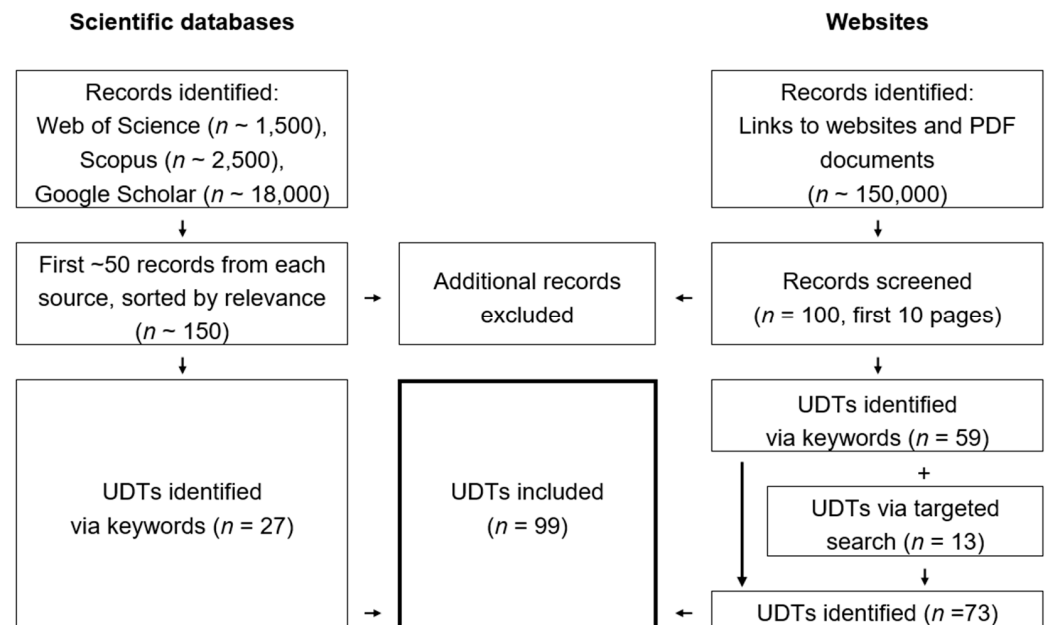 Scientific databases
Websites
Records identified:
Web of Science (n ~ 1,500),
Scopus (n ~ 2,500),
Google Scholar (n ~ 18,000)
Records identified:
Links to websites and PDF
documents
(n ~ 150,000)
First ~50 records from each
source, sorted by relevance
(n ~ 150)
Additional records
excluded
Records screened
(n = 100, first 10 pages)
UDTs identified
via keywords (n = 27)
UDTs included
(n = 99)
UDTs identified
via keywords (n = 59)
+
UDTs via targeted
search (n = 13)
UDTs identified (n =73)